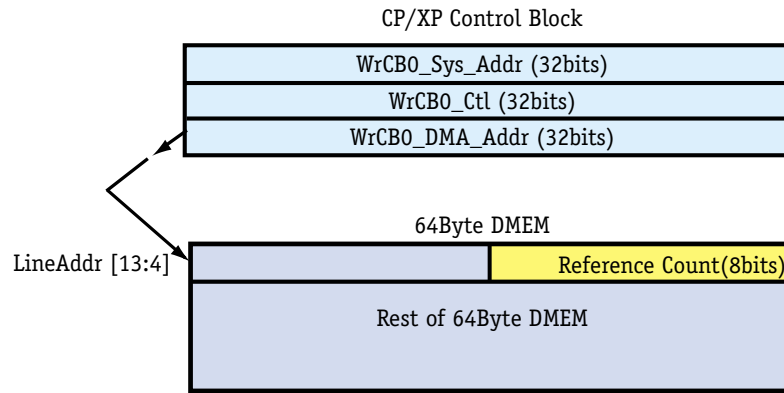 CP/XP Control Block
WrCB0_Sys_Addr (32bits)
WrCB0_Ctl (32bits)
WrCB0_DMA_Addr (32bits)
64Byte DMEM
LineAddr [13:4]
Reference Count(8bits)
Rest of 64Byte DMEM